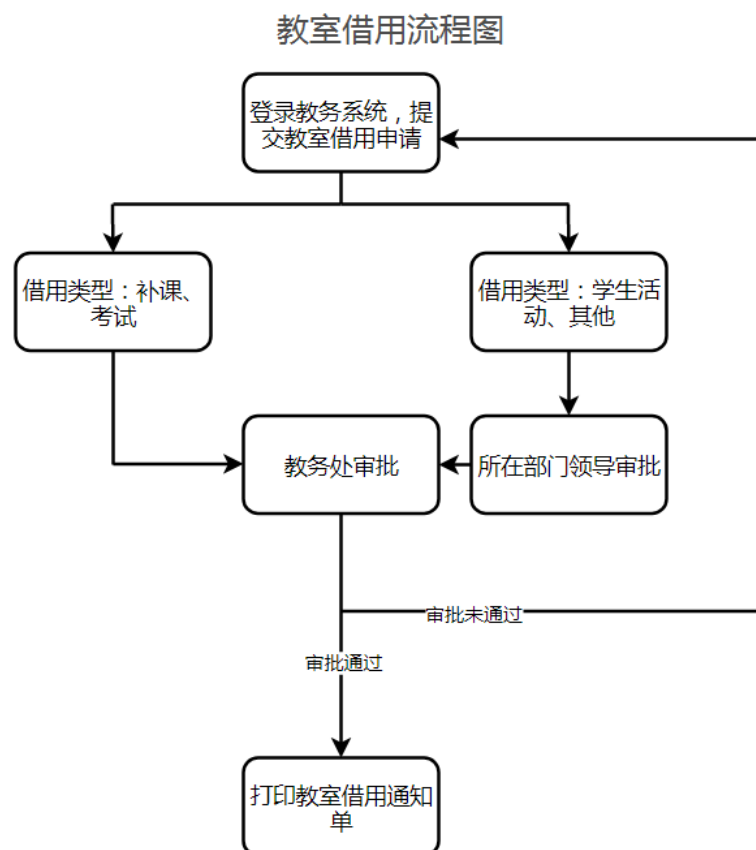 教室借用流程图
登录教务系统，提
交教室借用申请
借用类型：补课、
考试
借用类型：学生活
动、其他
教务处审批
所在部门领导审批
审批未通过
审批通过
打印教室借用通知
单